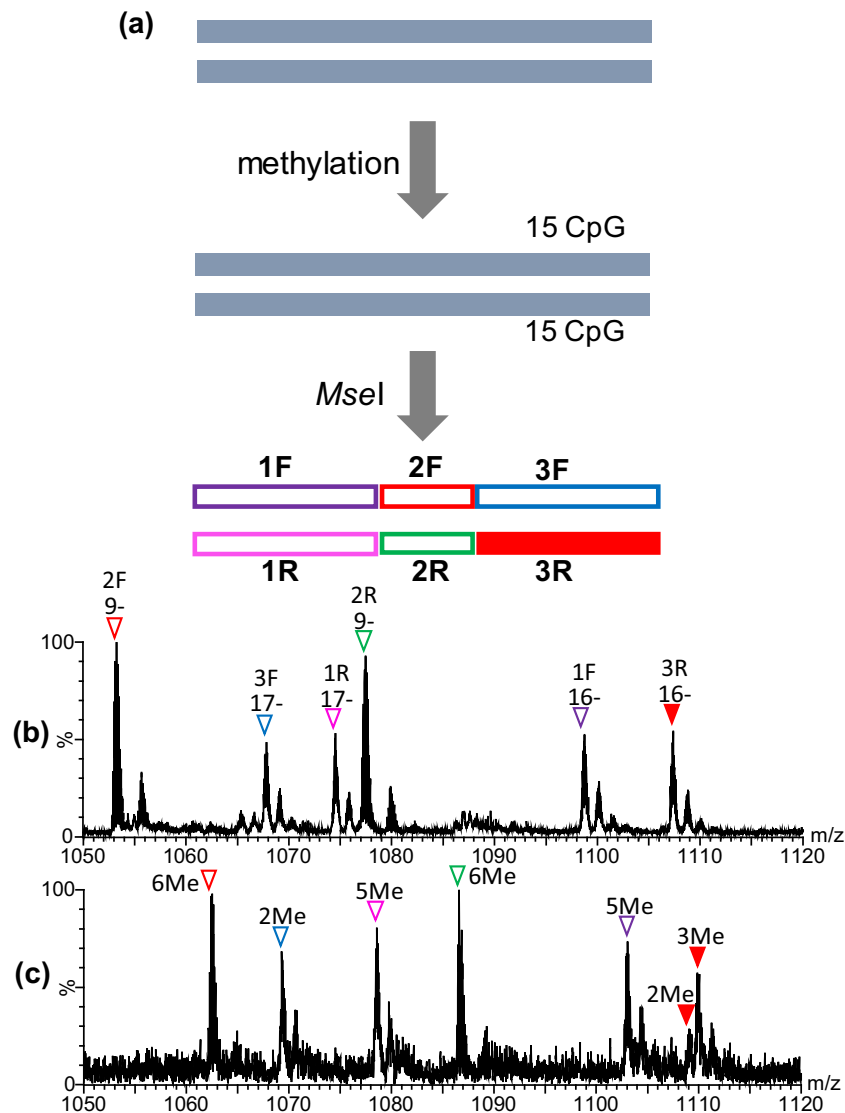 (a)
methylation
15 CpG
15 CpG
MseI
1F 2F 3F
1R 2R 3R
2F
9-
3F
17-
1R
17-
2R
9-
1F
16-
3R
16-
(b)
100
%
0
1050 1060 1070 1080 1090 1100 1110 1120
m/z
6Me
2Me
5Me
6Me
5Me
2Me
3Me
(c)
100
%
0
1050 1060 1070 1080 1090 1100 1110 1120
m/z